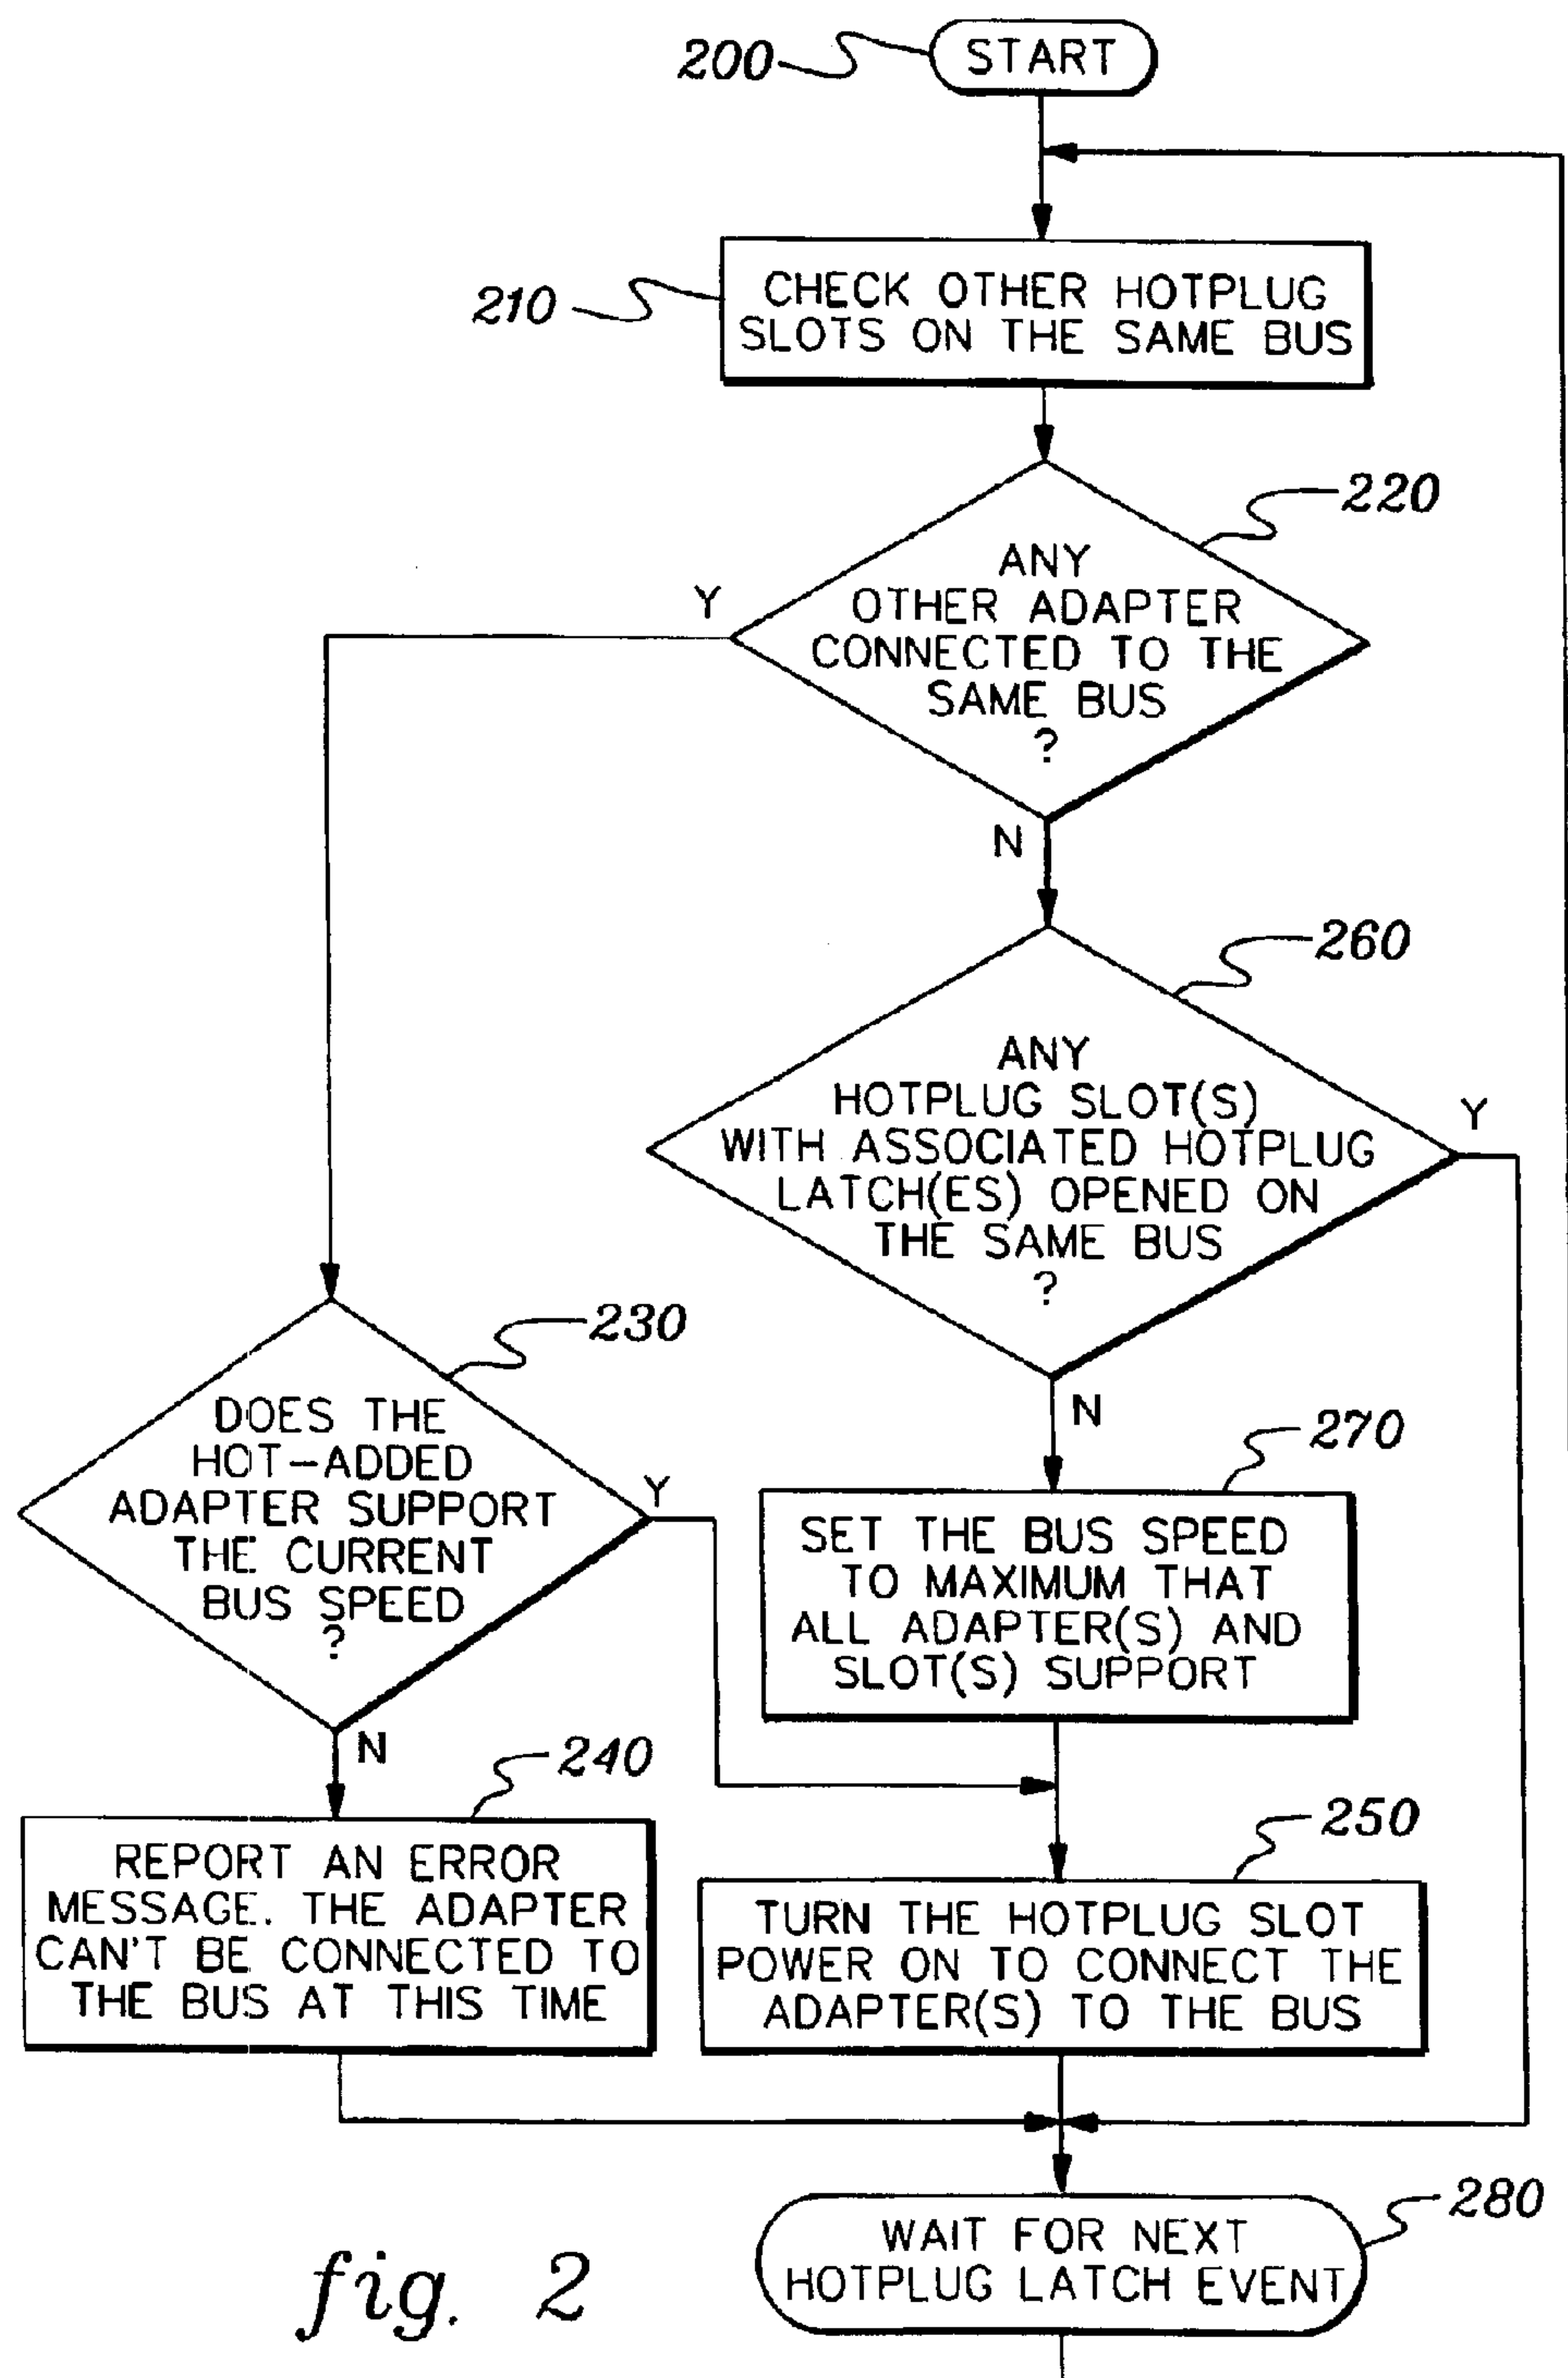 200
START
210
CHECK OTHER HOTPLUG
SLOTS ON THE SAME BUS
220
ANY
OTHER ADAPTER
CONNECTED TO THE
SAME BUS
?
Y
N
260
ANY
HOTPLUG SLOT(S)
WITH ASSOCIATED HOTPLUG
LATCH(ES) OPENED ON
THE SAME BUS
?
Y
N
230
DOES THE
HOT-ADDED
ADAPTER SUPPORT
THE CURRENT
BUS SPEED
?
Y
N
270
SET THE BUS SPEED
TO MAXIMUM THAT
ALL ADAPTER(S) AND
SLOT(S) SUPPORT
240
REPORT AN ERROR
MESSAGE. THE ADAPTER
CAN'T BE CONNECTED TO
THE BUS AT THIS TIME
250
TURN THE HOTPLUG SLOT
POWER ON TO CONNECT THE
ADAPTER(S) TO THE BUS
280
WAIT FOR NEXT
HOTPLUG LATCH EVENT
fig. 2